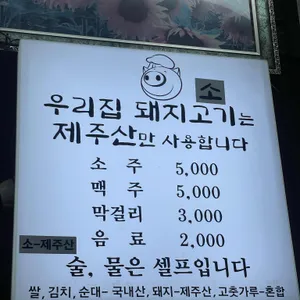 소
우리집 돼지고기는
제주산만 사용합니다
소 주 5,000
맥 주 5,000
막걸리 3,000
음 료 2,000
소-제주산
술, 물은 셀프입니다
쌀, 김치, 순대- 국내산, 돼지-제주산, 고춧가루-혼합